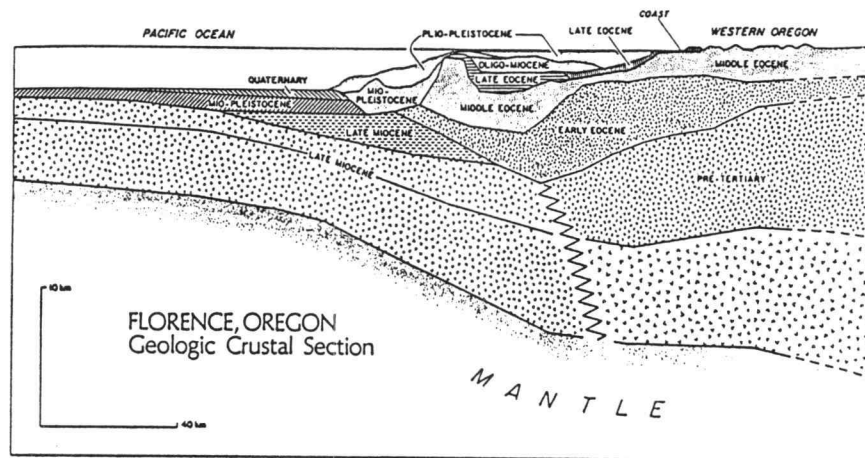 PACIFIC OCEAN
PLIO-PLEISTOCENE
LATE EOCENE
COAST
WESTERN OREGON
OLIGO-MIOCENE
MIDDLE EOCENE
QUATERNARY
MIO-
PLEISTOCENE
LATE EOCENE
MIO-PLEISTOCENE
MIDDLE EOCENE
LATE MIOCENE
EARLY EOCENE
LATE MIOCENE
PRE-TERTIARY
10 km
FLORENCE, OREGON
Geologic Crustal Section
40 km
MANTLE